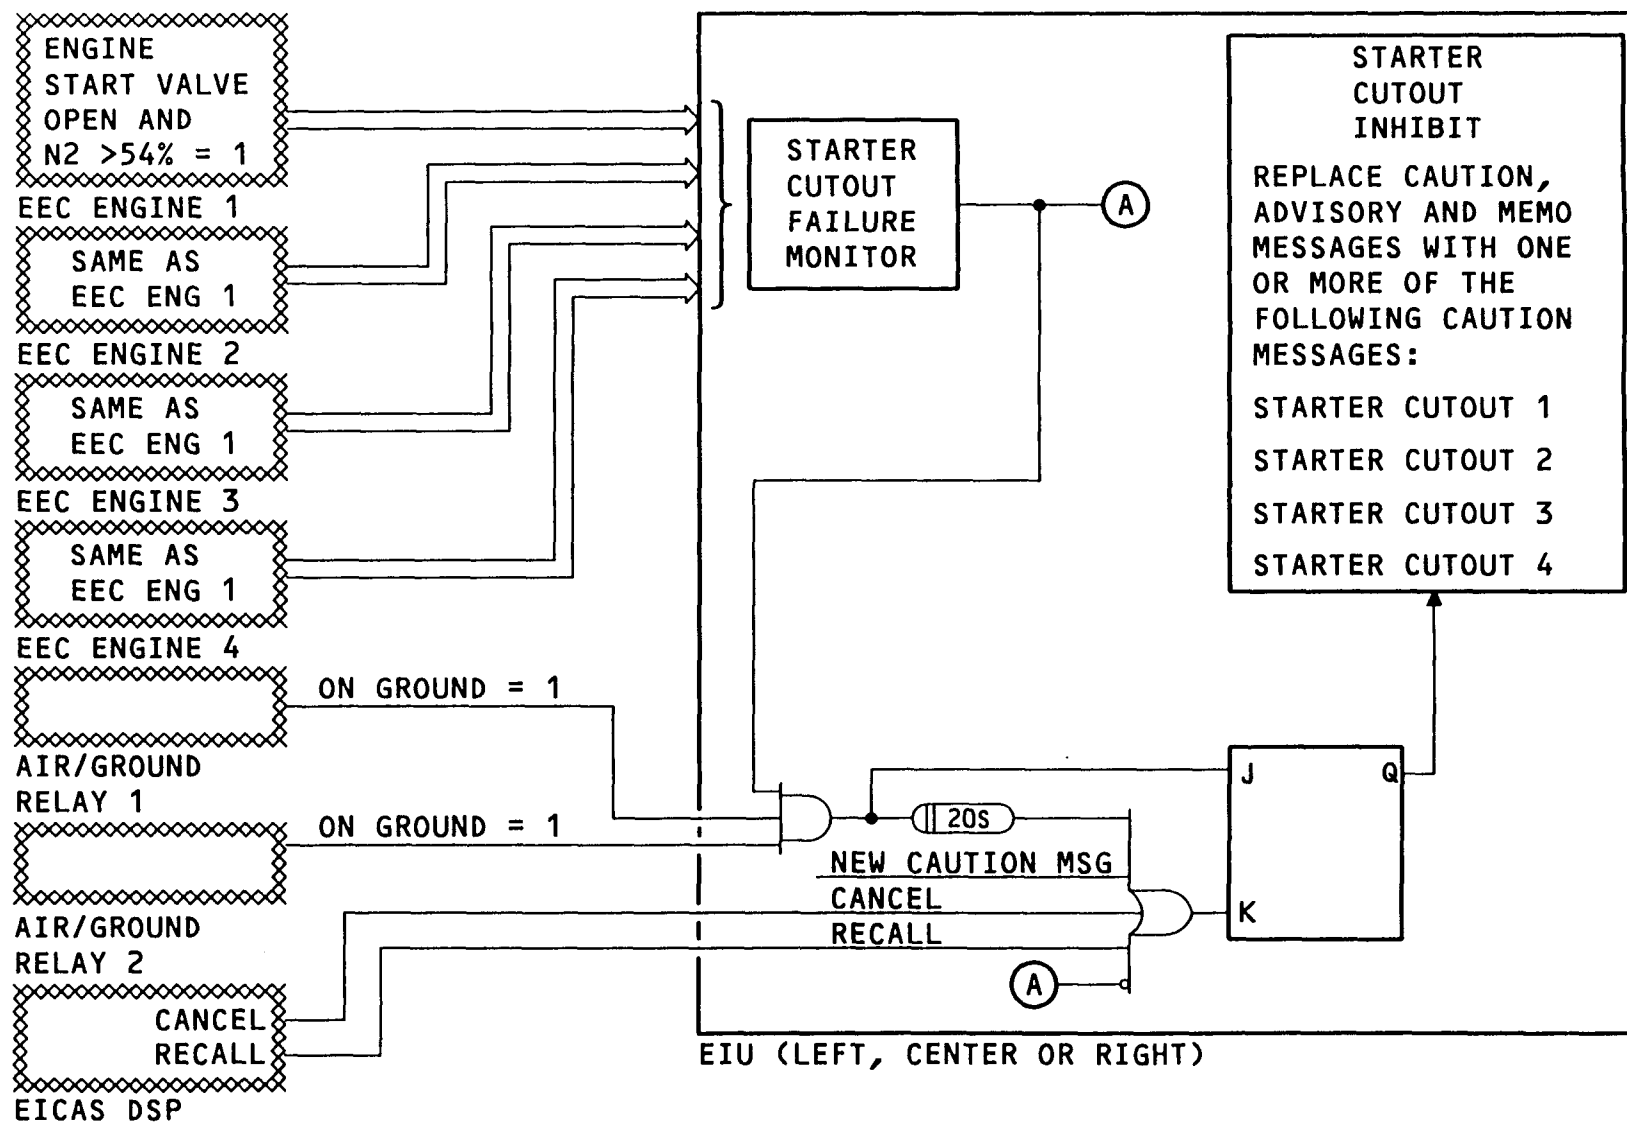 ENGINE
START VALVE
OPEN AND
N2 >54% = 1
EEC ENGINE 1
SAME AS
EEC ENG 1
EEC ENGINE 2
SAME AS
EEC ENG 1
EEC ENGINE 3
SAME AS
EEC ENG 1
EEC ENGINE 4
ON GROUND = 1
AIR/GROUND
RELAY 1
ON GROUND = 1
AIR/GROUND
RELAY 2
CANCEL
RECALL
EICAS DSP
STARTER
CUTOUT
FAILURE
MONITOR
A
STARTER
CUTOUT
INHIBIT
REPLACE CAUTION,
ADVISORY AND MEMO
MESSAGES WITH ONE
OR MORE OF THE
FOLLOWING CAUTION
MESSAGES:
STARTER CUTOUT 1
STARTER CUTOUT 2
STARTER CUTOUT 3
STARTER CUTOUT 4
J
Q
20S
NEW CAUTION MSG
CANCEL
K
RECALL
A
EIU (LEFT, CENTER OR RIGHT)